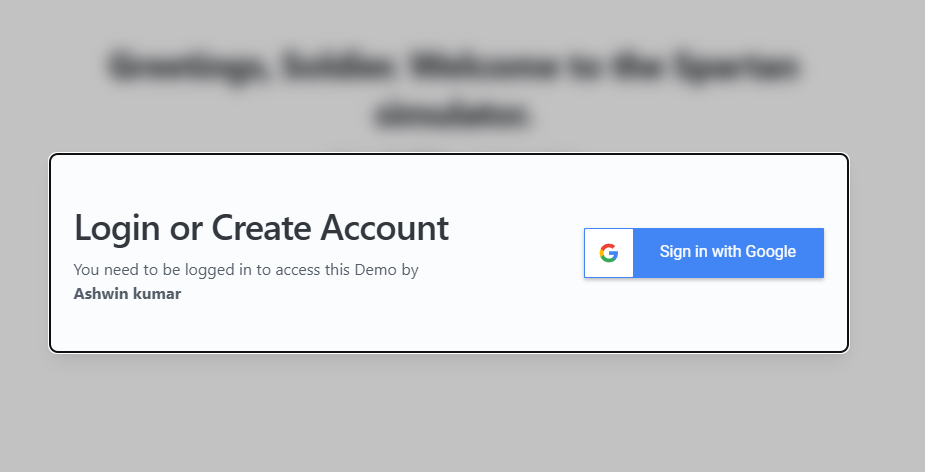 Greetings, Soldier. Welcome to the Spartan
simulator.
Login or Create Account
You need to be logged in to access this Demo by
Ashwin kumar
Sign in with Google